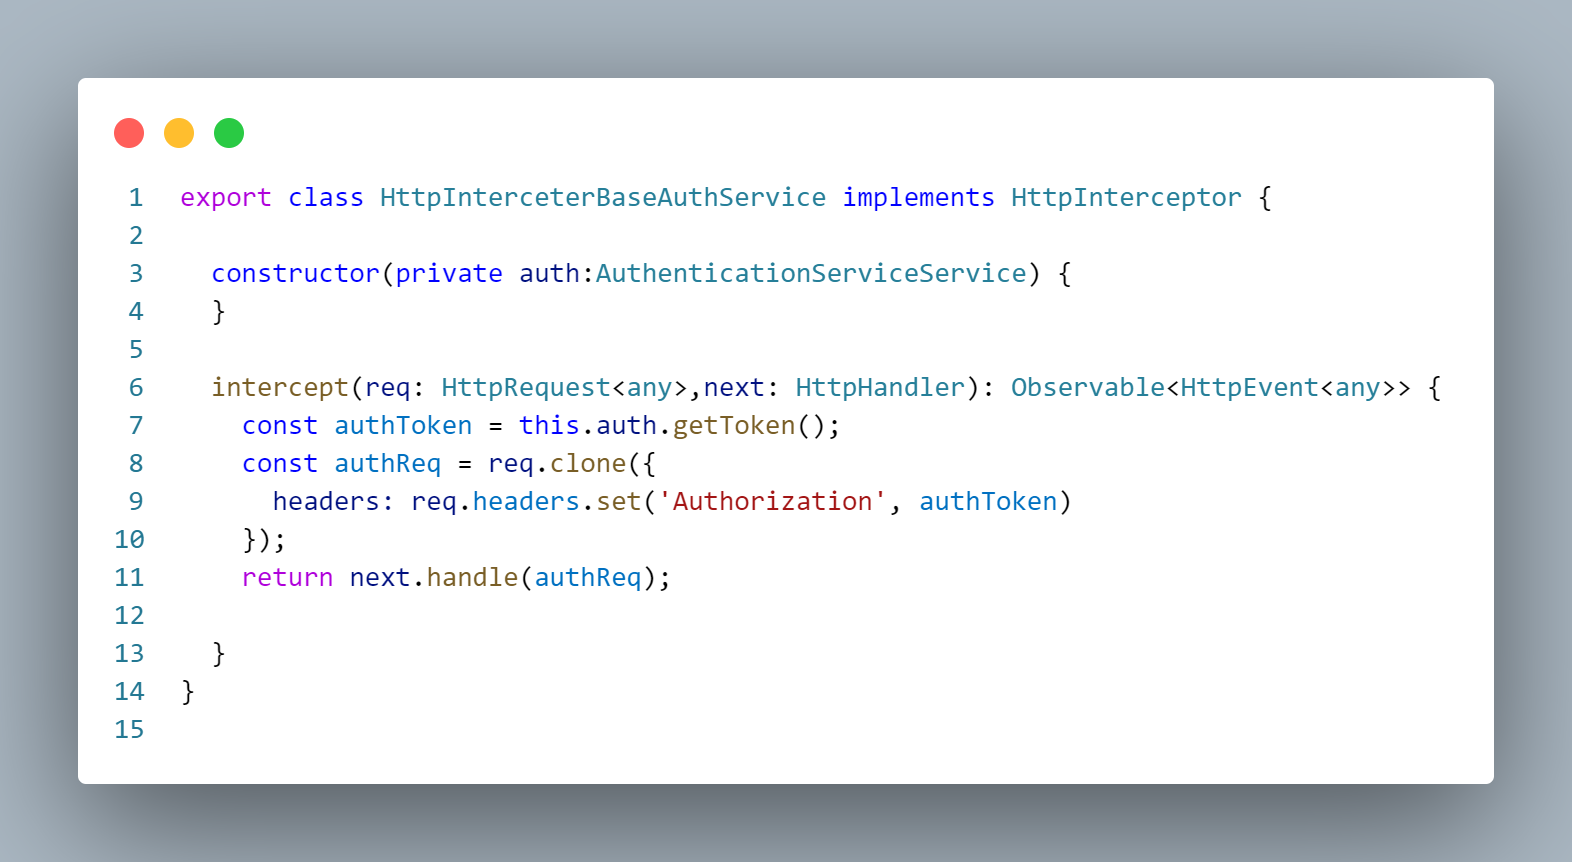 1 export class HttpInterceterBaseAuthService implements HttpInterceptor {
2
3   constructor(private auth:AuthenticationServiceService) {
4   }
5
6   intercept(req: HttpRequest<any>,next: HttpHandler): Observable<HttpEvent<any>> {
7     const authToken = this.auth.getToken();
8     const authReq = req.clone({
9       headers: req.headers.set('Authorization', authToken)
10     });
11     return next.handle(authReq);
12
13   }
14 }
15